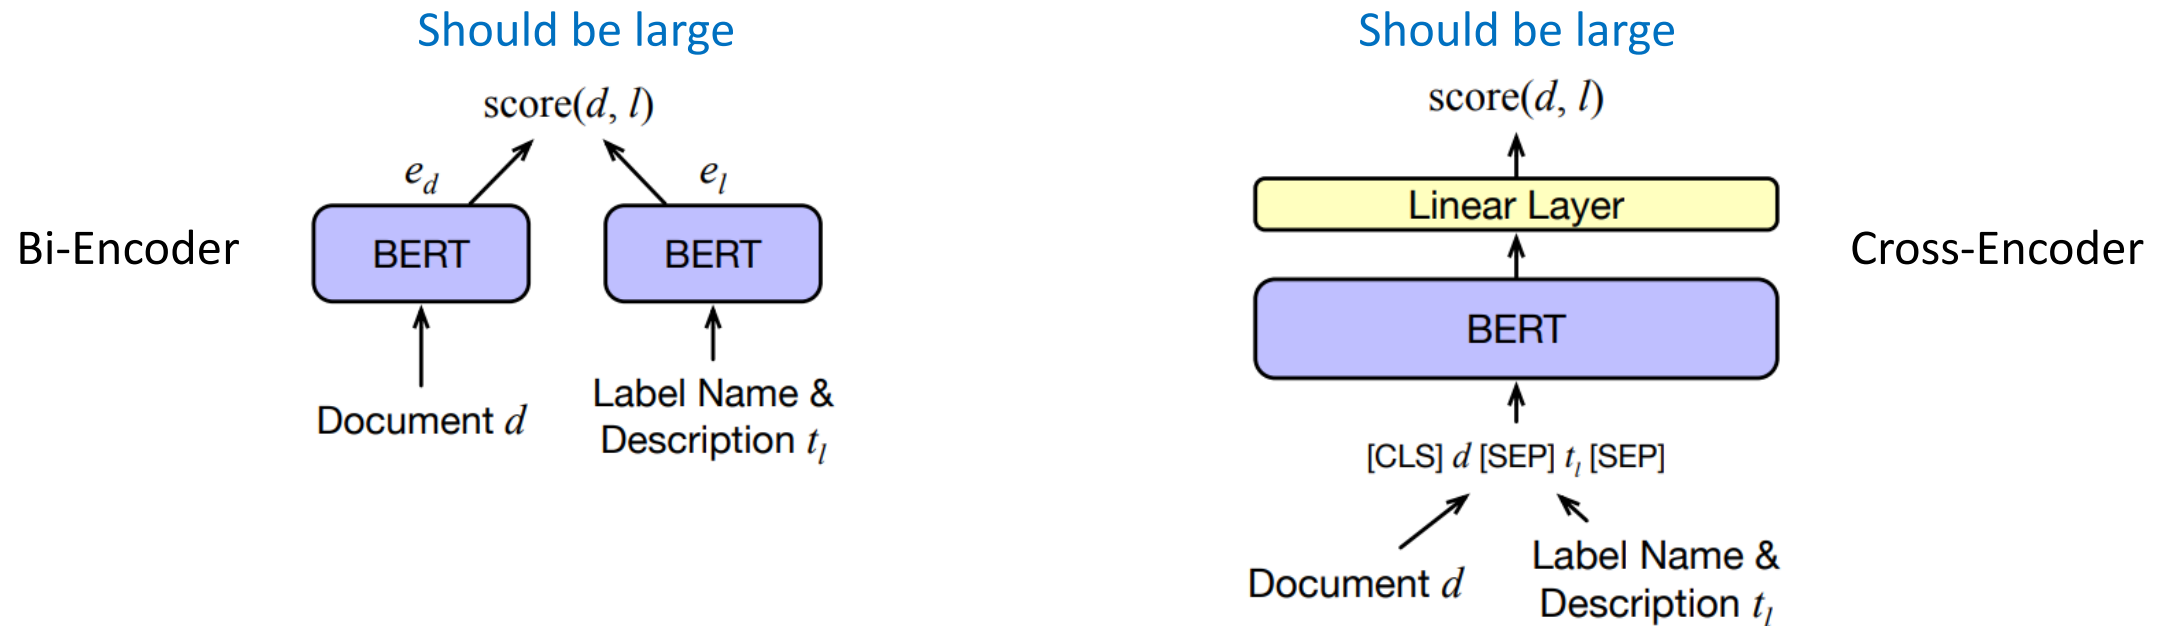 Should be large
score(d, l)
e_d
e_l
Bi-Encoder
BERT
BERT
Document d
Label Name &
Description t_l
Should be large
score(d, l)
Linear Layer
Cross-Encoder
BERT
[CLS] d [SEP] t_l [SEP]
Document d
Label Name &
Description t_l